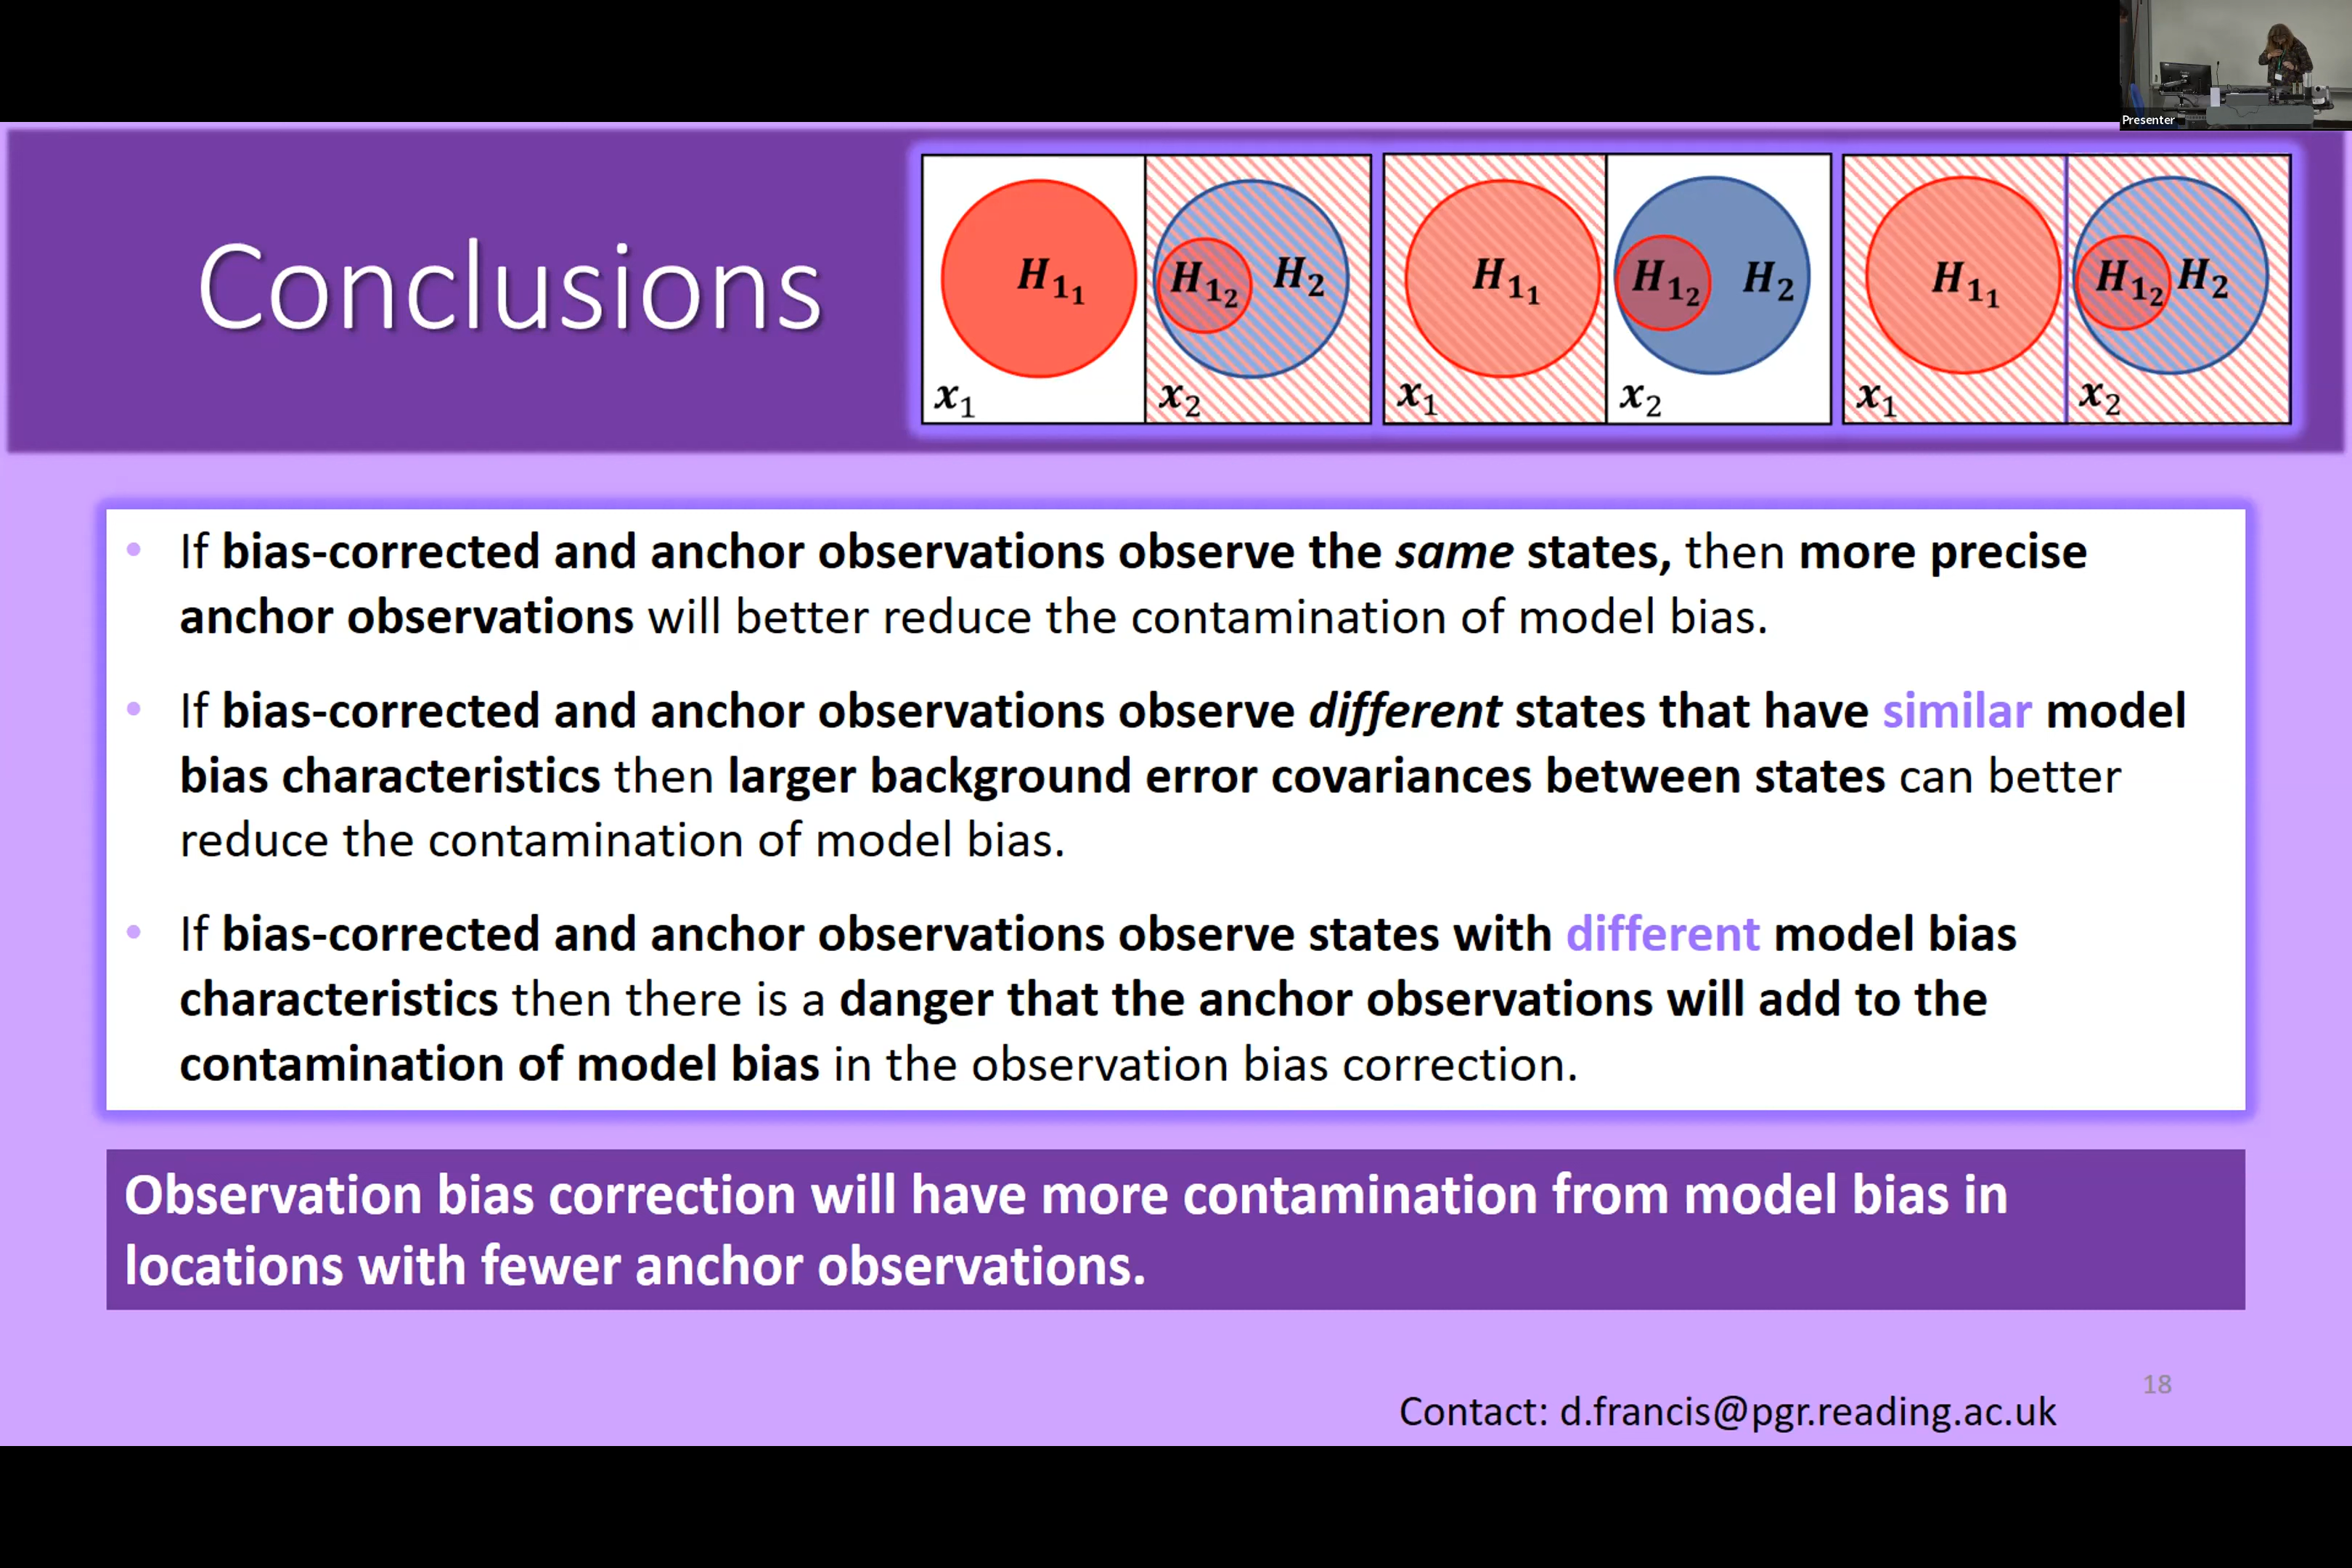 Presenter
Conclusions
H₁₁ H₁₂ H₂ H₁₁ H₁₂ H₂ H₁₁ H₁₂ H₂
x₁ x₂ x₁ x₂ x₁ x₂
• If bias-corrected and anchor observations observe the same states, then more precise
anchor observations will better reduce the contamination of model bias.
• If bias-corrected and anchor observations observe different states that have similar model
bias characteristics then larger background error covariances between states can better
reduce the contamination of model bias.
• If bias-corrected and anchor observations observe states with different model bias
characteristics then there is a danger that the anchor observations will add to the
contamination of model bias in the observation bias correction.
Observation bias correction will have more contamination from model bias in
locations with fewer anchor observations.
18
Contact: d.francis@pgr.reading.ac.uk